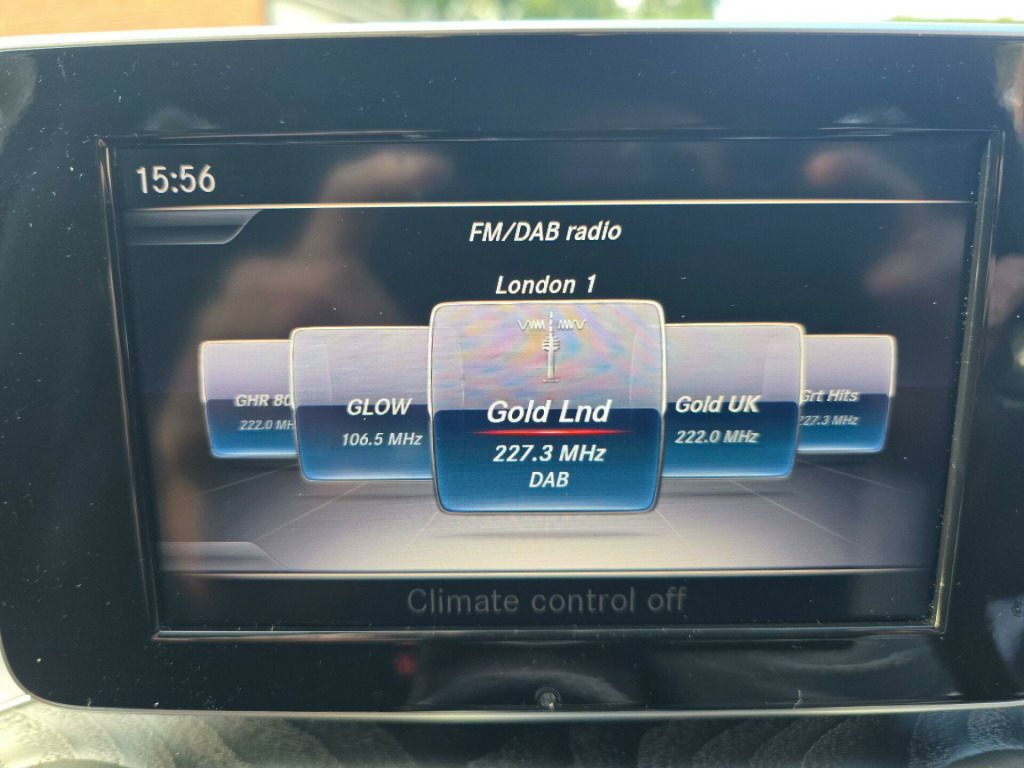 15:56
FM/DAB radio
London 1
GHR 80
222.0 MH
GLOW
106.5 MHz
Gold Lnd
227.3 MHz
DAB
Gold UK
222.0 MHz
Grt Hits
227.3 MHz
Climate control off